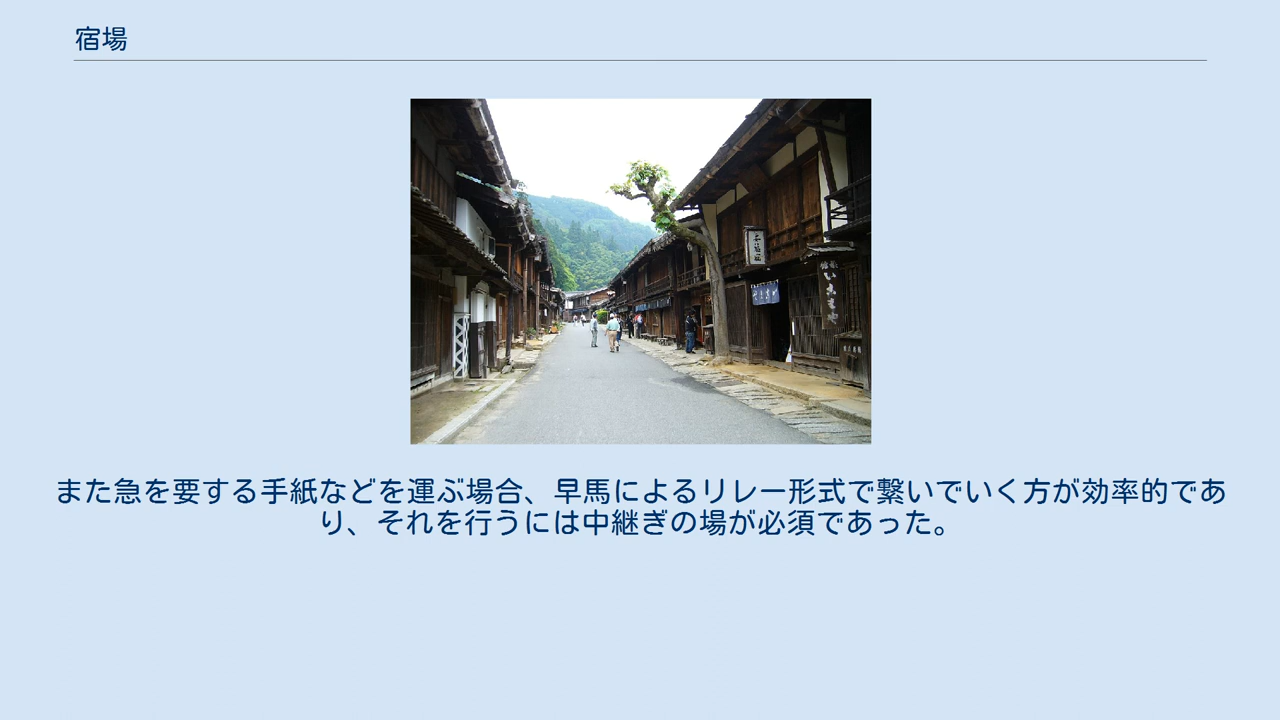 宿場
また急を要する手紙などを運ぶ場合、早馬によるリレー形式で繋いでいく方が効率的であ
り、それを行うには中継ぎの場が必須であった。